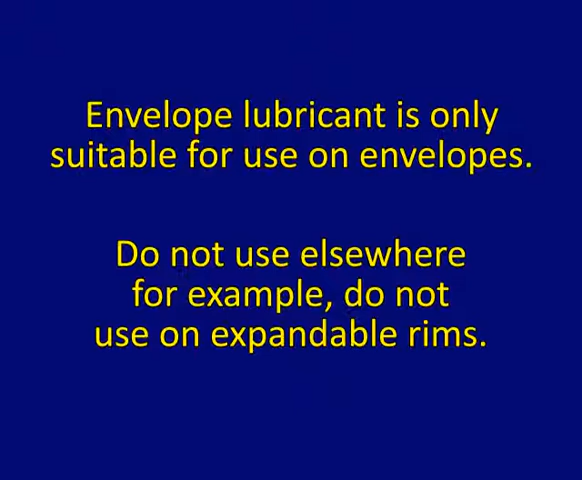 Envelope lubricant is only
suitable for use on envelopes.
Do not use elsewhere
for example, do not
use on expandable rims.